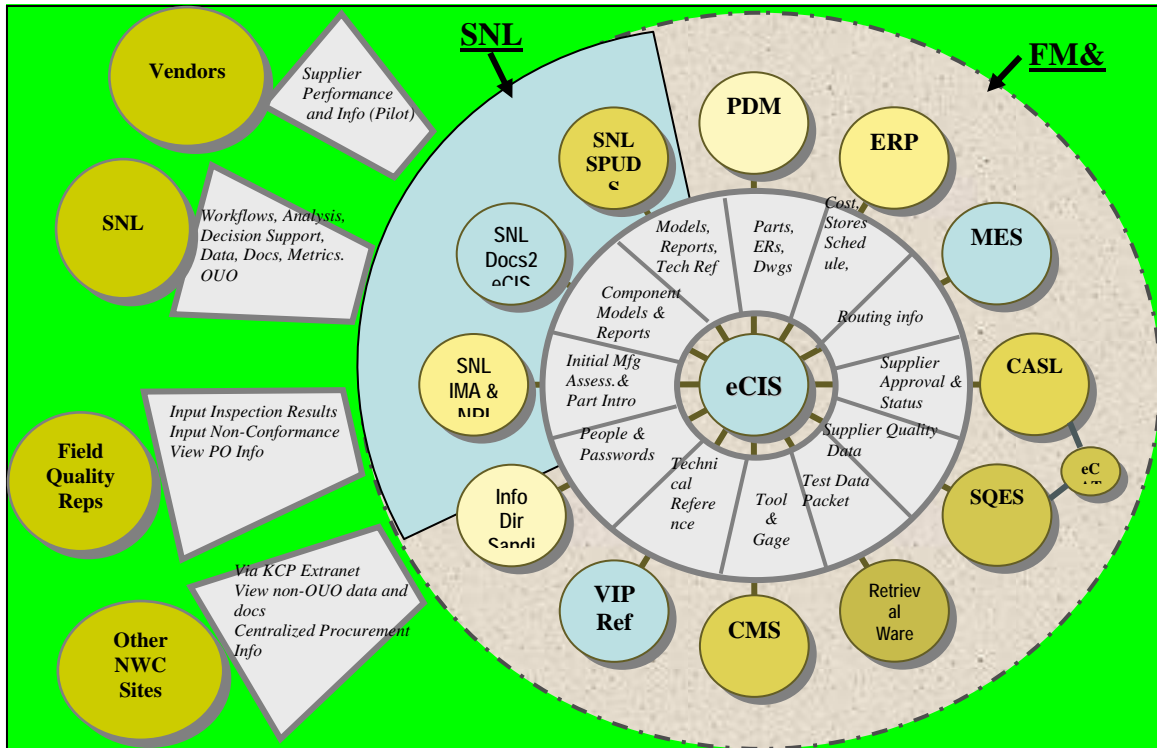 SNL
FM&
Vendors
Supplier
Performance
and Info (Pilot)
SNL
Workflows, Analysis,
Decision Support,
Data, Docs, Metrics.
OUO
Field
Quality
Reps
Input Inspection Results
Input Non-Conformance
View PO Info
Other
NWC
Sites
Via KCP Extranet
View non-OUO data and
docs
Centralized Procurement
Info
SNL
SPUD
PDM
ERP
MES
CASL
eC
SQES
Retriev
al
Ware
CMS
VIP
Ref
Info
Dir
Sandi
SNL
IMA &
SNL
Docs2
eCIS
Models,
Reports,
Tech Ref
Parts,
ERs,
Dwgs
Cost,
Stores
Sched
ule,
Routing info
Supplier
Approval &
Status
Supplier Quality
Data
Test Data
Packet
Tool
&
Gage
Techni
cal
Refere
nce
People &
Passwords
Initial Mfg
Assess.&
Part Intro
Component
Models &
Reports
eCIS